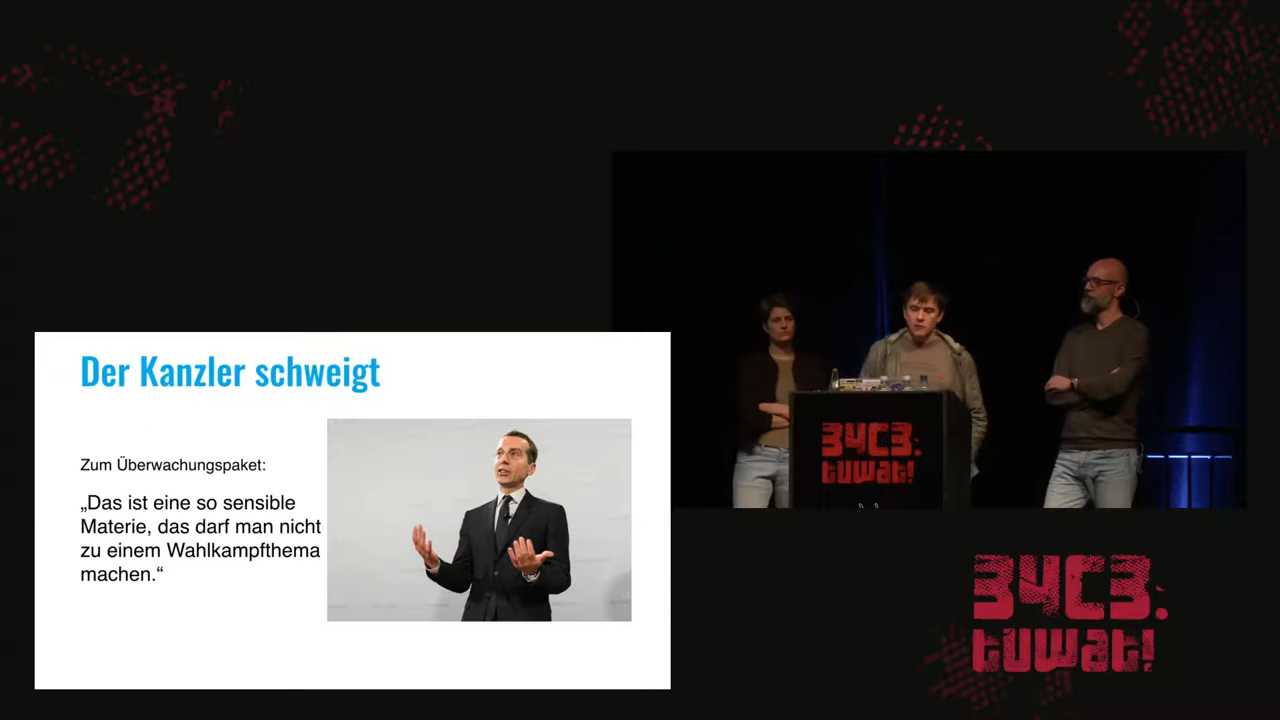 Der Kanzler schweigt
Zum Überwachungspaket:
„Das ist eine so sensible
Materie, das darf man nicht
zu einem Wahlkampfthema
machen.“
34C3:
tuwat!
34C3.
tuwat!